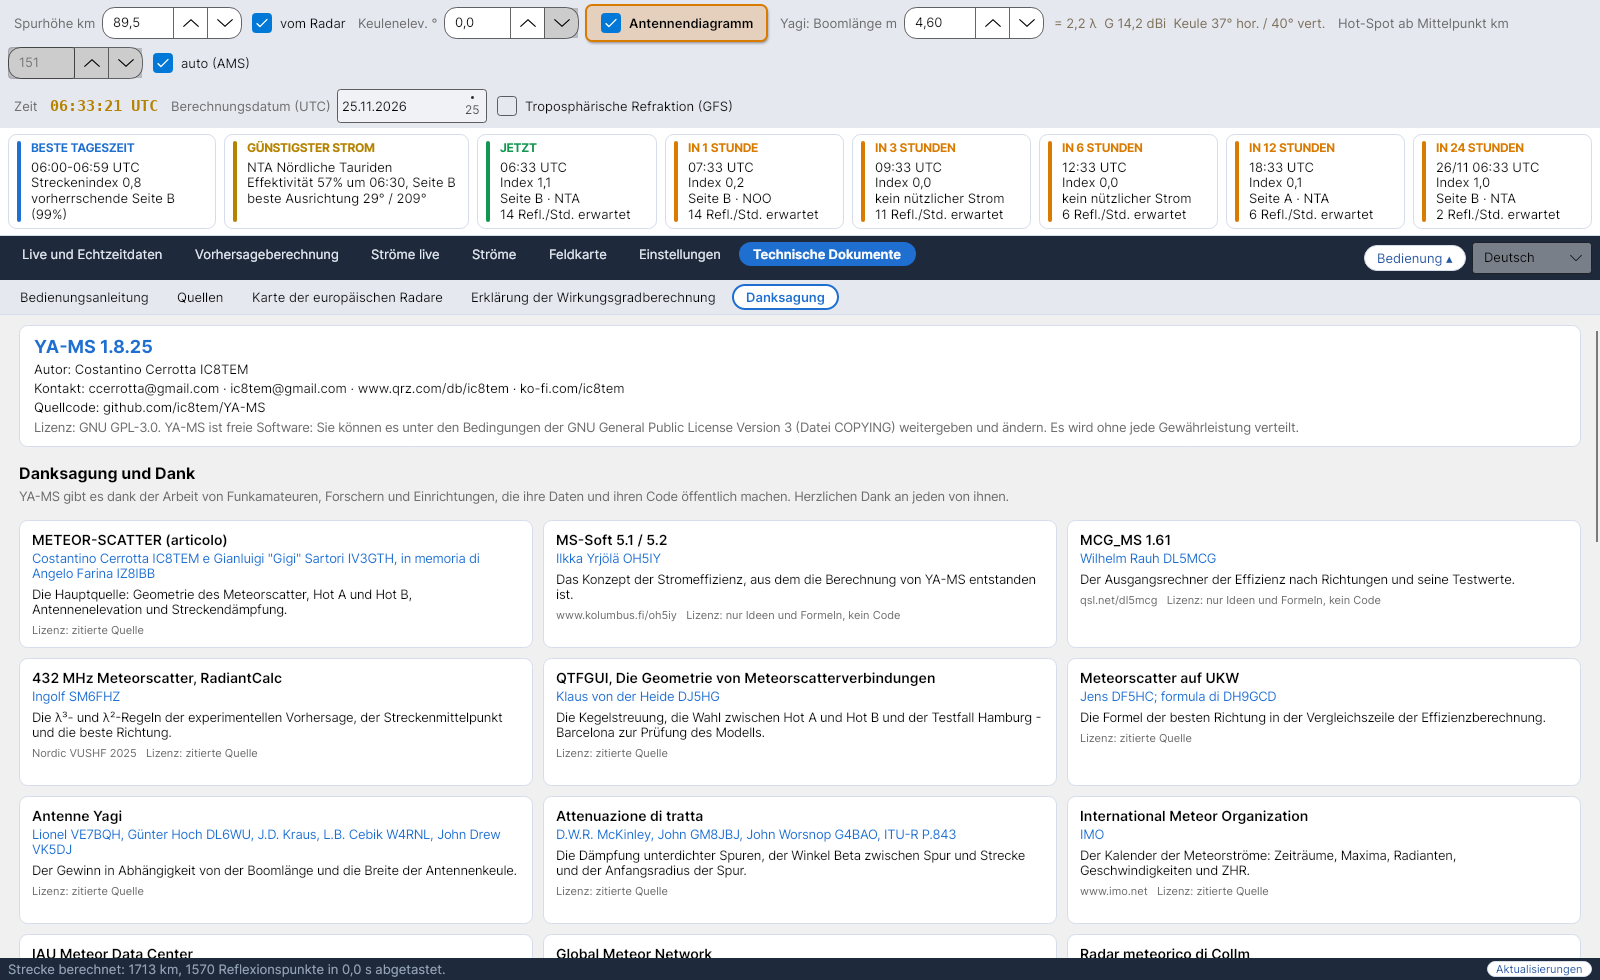 Spurhöhe km 89,5 vom Radar Keulenelev. ° 0,0 Antennendiagramm Yagi: Boomlänge m 4,60 = 2,2 λ G 14,2 dBi Keule 37° hor. / 40° vert. Hot-Spot ab Mittelpunkt km
151 auto (AMS)
Zeit 06:33:21 UTC Berechnungsdatum (UTC) 25.11.2026 25 Troposphärische Refraktion (GFS)
BESTE TAGESZEIT
06:00-06:59 UTC
Streckenindex 0,8
vorherrschende Seite B
(99%)
GÜNSTIGSTER STROM
NTA Nördliche Tauriden
Effektivität 57% um 06:30, Seite B
beste Ausrichtung 29° / 209°
JETZT
06:33 UTC
Index 1,1
Seite B · NTA
14 Refl./Std. erwartet
IN 1 STUNDE
07:33 UTC
Index 0,2
Seite B · NOO
14 Refl./Std. erwartet
IN 3 STUNDEN
09:33 UTC
Index 0,0
kein nützlicher Strom
11 Refl./Std. erwartet
IN 6 STUNDEN
12:33 UTC
Index 0,0
kein nützlicher Strom
6 Refl./Std. erwartet
IN 12 STUNDEN
18:33 UTC
Index 0,1
Seite A · NTA
6 Refl./Std. erwartet
IN 24 STUNDEN
26/11 06:33 UTC
Index 1,0
Seite B · NTA
2 Refl./Std. erwartet
Live und Echtzeitdaten Vorhersageberechnung Ströme live Ströme Feldkarte Einstellungen Technische Dokumente Bedienung ▴ Deutsch
Bedienungsanleitung Quellen Karte der europäischen Radare Erklärung der Wirkungsgradberechnung Danksagung
YA-MS 1.8.25
Autor: Costantino Cerrotta IC8TEM
Kontakt: ccerrotta@gmail.com · ic8tem@gmail.com · www.qrz.com/db/ic8tem · ko-fi.com/ic8tem
Quellcode: github.com/ic8tem/YA-MS
Lizenz: GNU GPL-3.0. YA-MS ist freie Software: Sie können es unter den Bedingungen der GNU General Public License Version 3 (Datei COPYING) weitergeben und ändern. Es wird ohne jede Gewährleistung verteilt.
Danksagung und Dank
YA-MS gibt es dank der Arbeit von Funkamateuren, Forschern und Einrichtungen, die ihre Daten und ihren Code öffentlich machen. Herzlichen Dank an jeden von ihnen.
METEOR-SCATTER (articolo)
Costantino Cerrotta IC8TEM e Gianluigi "Gigi" Sartori IV3GTH, in memoria di
Angelo Farina IZ8IBB
Die Hauptquelle: Geometrie des Meteorscatter, Hot A und Hot B,
Antennenelevation und Streckendämpfung.
Lizenz: zitierte Quelle
MS-Soft 5.1 / 5.2
Ilkka Yrjölä OH5IY
Das Konzept der Stromeffizienz, aus dem die Berechnung von YA-MS entstanden
ist.
www.kolumbus.fi/oh5iy Lizenz: nur Ideen und Formeln, kein Code
MCG_MS 1.61
Wilhelm Rauh DL5MCG
Der Ausgangsrechner der Effizienz nach Richtungen und seine Testwerte.
qsl.net/dl5mcg Lizenz: nur Ideen und Formeln, kein Code
432 MHz Meteorscatter, RadiantCalc
Ingolf SM6FHZ
Die λ³- und λ²-Regeln der experimentellen Vorhersage, der Streckenmittelpunkt
und die beste Richtung.
Nordic VUSHF 2025 Lizenz: zitierte Quelle
QTFGUI, Die Geometrie von Meteorscatterverbindungen
Klaus von der Heide DJ5HG
Die Kegelstreuung, die Wahl zwischen Hot A und Hot B und der Testfall Hamburg -
Barcelona zur Prüfung des Modells.
Lizenz: zitierte Quelle
Meteorscatter auf UKW
Jens DF5HC; formula di DH9GCD
Die Formel der besten Richtung in der Vergleichszeile der Effizienzberechnung.
Lizenz: zitierte Quelle
Antenne Yagi
Lionel VE7BQH, Günter Hoch DL6WU, J.D. Kraus, L.B. Cebik W4RNL, John Drew
VK5DJ
Der Gewinn in Abhängigkeit von der Boomlänge und die Breite der Antennenkeule.
Lizenz: zitierte Quelle
Attenuazione di tratta
D.W.R. McKinley, John GM8JBJ, John Worsnop G4BAO, ITU-R P.843
Die Dämpfung unterdichter Spuren, der Winkel Beta zwischen Spur und Strecke
und der Anfangsradius der Spur.
Lizenz: zitierte Quelle
International Meteor Organization
IMO
Der Kalender der Meteorströme: Zeiträume, Maxima, Radianten,
Geschwindigkeiten und ZHR.
www.imo.net Lizenz: zitierte Quelle
IAU Meteor Data Center
Global Meteor Network
Radar meteorico di Collm
Strecke berechnet: 1713 km, 1570 Reflexionspunkte in 0,0 s abgetastet. Aktualisierungen